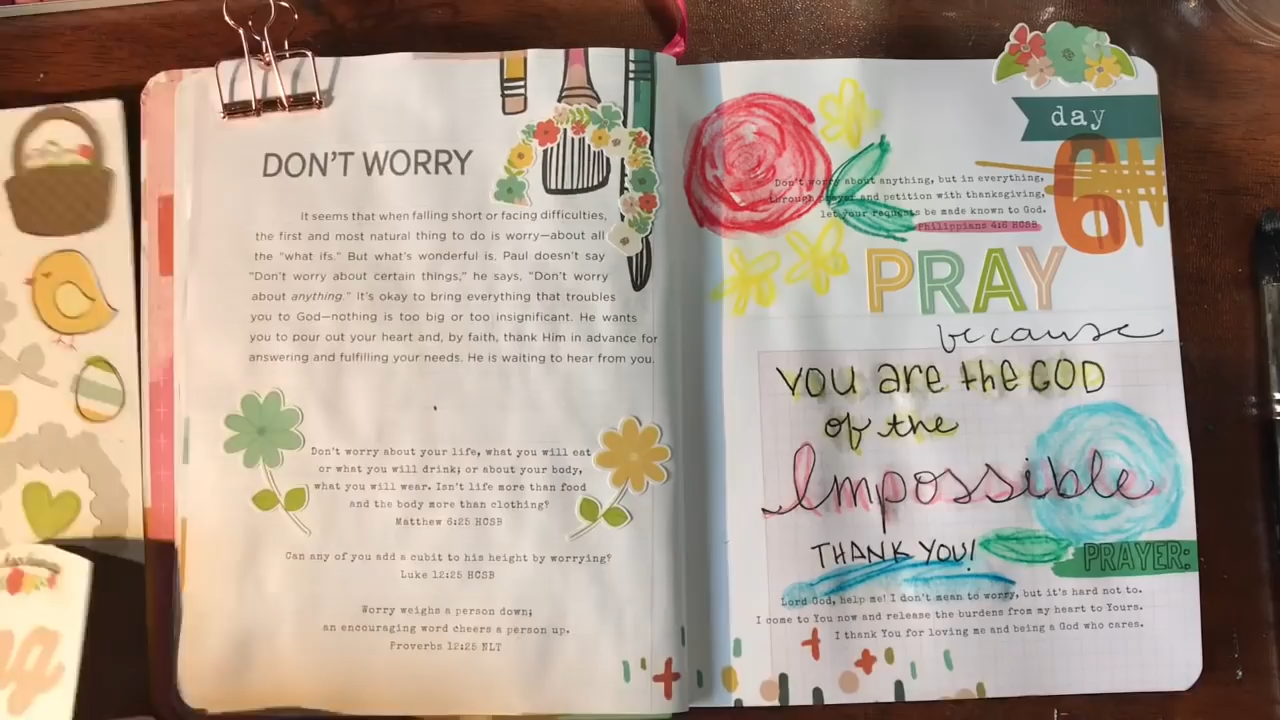 DON'T WORRY
It seems that when falling short or facing difficulties,
the first and most natural thing to do is worry—about all
the "what ifs." But what's wonderful is, Paul doesn't say
"Don't worry about certain things," he says, "Don't worry
about anything." It's okay to bring everything that troubles
you to God—nothing is too big or too insignificant. He wants
you to pour out your heart and, by faith, thank Him in advance for
answering and fulfilling your needs. He is waiting to hear from you.
Don't worry about your life, what you will eat
or what you will drink; or about your body,
what you will wear. Isn't life more than food
and the body more than clothing?
Matthew 6:25 HCSB
Can any of you add a cubit to his height by worrying?
Luke 12:25 HCSB
Worry weighs a person down;
an encouraging word cheers a person up.
Proverbs 12:25 NLT
day
6
Don't worry about anything, but in everything,
through prayer and petition with thanksgiving,
let your requests be made known to God.
Philippians 4:6 HCSB
PRAY
because
YOU are the GOD
of the
Impossible
THANK YOU!
PRAYER:
Lord God, help me! I don't mean to worry, but it's hard not to.
I come to You now and release the burdens from my heart to Yours.
I thank You for loving me and being a God who cares.